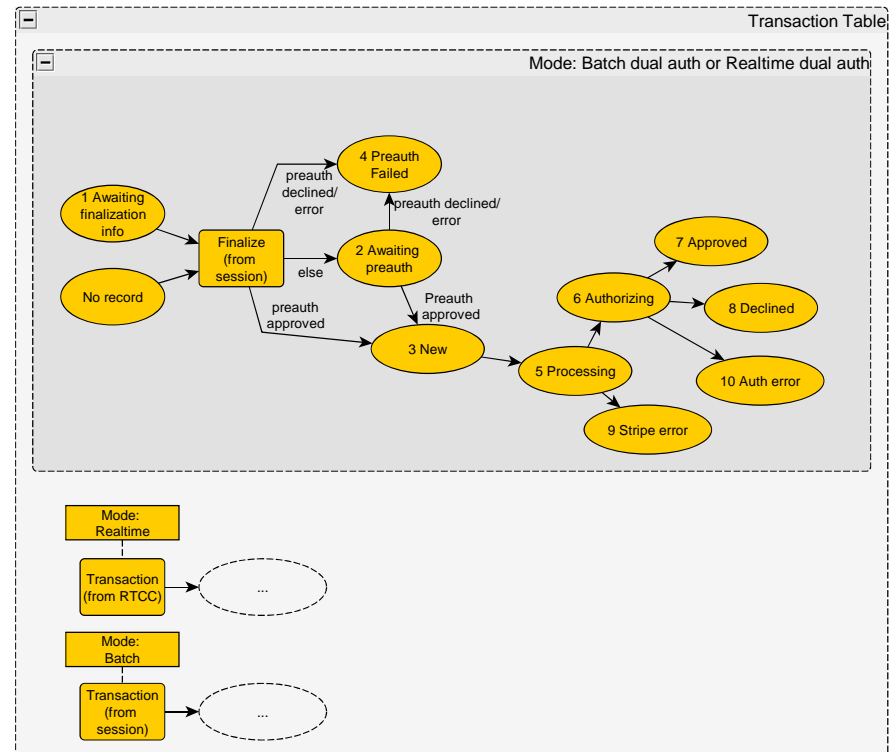 Transaction Table
Mode: Batch dual auth or Realtime dual auth
4 Preauth
Failed
preauth
declined/
error
preauth declined/
error
1 Awaiting
finalization
info
Finalize
(from
session)
else
2 Awaiting
preauth
No record
preauth
approved
Preauth
approved
3 New
7 Approved
6 Authorizing
8 Declined
5 Processing
10 Auth error
9 Stripe error
Mode:
Realtime
Transaction
(from RTCC)
...
Mode:
Batch
Transaction
(from
session)
...